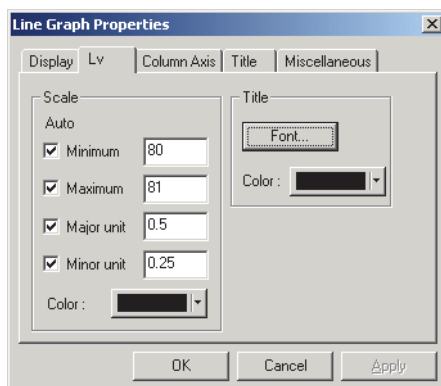 Line Graph Properties
Display Lv Column Axis Title Miscellaneous
Scale
Auto
Minimum 80
Maximum 81
Major unit 0.5
Minor unit 0.25
Color :
Title
Font...
Color :
OK Cancel Apply